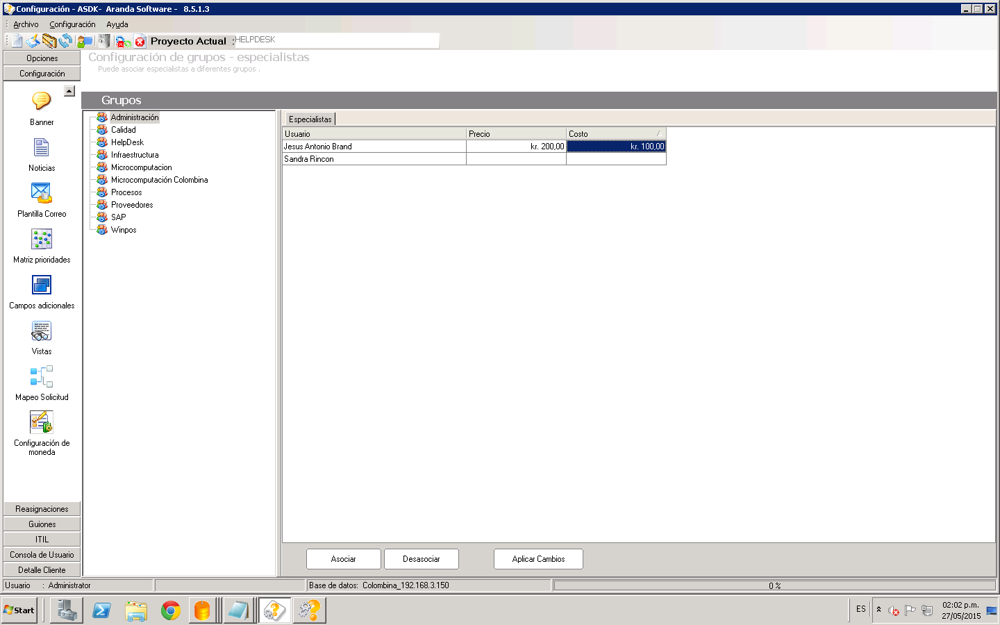 Configuración - ASDK- Aranda Software - 8.5.1.3
Archivo Configuración Ayuda
Proyecto Actual : HELPDESK
Opciones
Configuración
Banner
Noticias
Plantilla Correo
Matriz prioridades
Campos adicionales
Vistas
Mapeo Solicitud
Configuración de
moneda
Reasignaciones
Guiones
ITIL
Consola de Usuario
Detalle Cliente
Configuración de grupos - especialistas
Puede asociar especialistas a diferentes grupos .
Grupos
Administración
Calidad
HelpDesk
Infraestructura
Microcomputacion
Microcomputación Colombina
Procesos
Proveedores
SAP
Winpos
Especialistas
Usuario Precio Costo
Jesus Antonio Brand kr. 200,00 kr. 100,00
Sandra Rincon
Asociar Desasociar Aplicar Cambios
Usuario : Administrator Base de datos: Colombina_192.168.3.150 0 %
Start ES 02:02 p.m.
27/05/2015